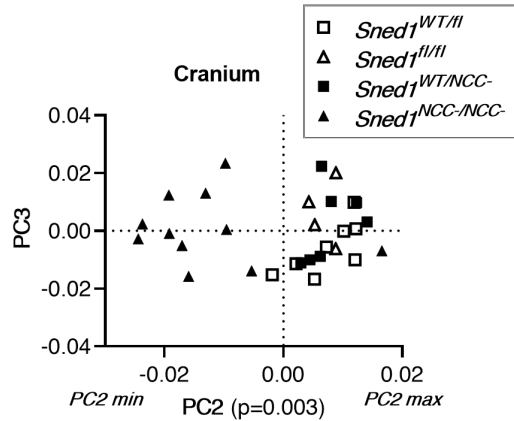 Sned1^WT/fl
Sned1^fl/fl
Sned1^WT/NCC-
Sned1^NCC-/NCC-
Cranium
0.04
0.02
0.00
-0.02
-0.04
PC3
-0.02 0.00 0.02
PC2 min PC2 (p=0.003) PC2 max